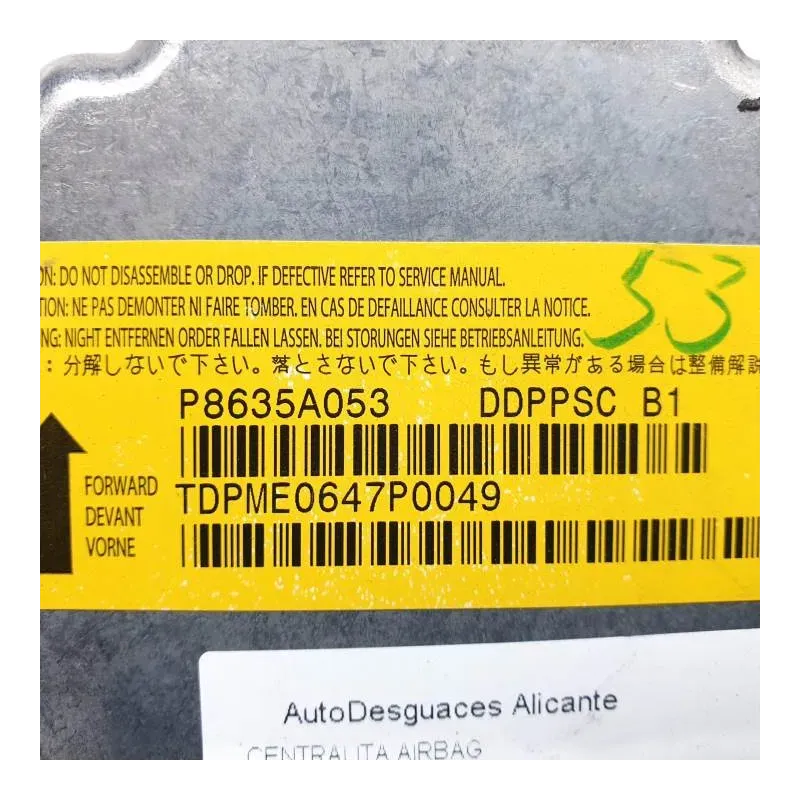 ON: DO NOT DISASSEMBLE OR DROP. IF DEFECTIVE REFER TO SERVICE MANUAL.
TION: NE PAS DEMONTER NI FAIRE TOMBER. EN CAS DE DEFAILLANCE CONSULTER LA NOTICE.
NG: NIGHT ENTFERNEN ORDER FALLEN LASSEN. BEI STORUNGEN SIEHE BETRIEBSANLEITUNG.
: 分解しないで下さい。落とさないで下さい。もし異常がある場合は整備解説
53
P8635A053 DDPPSC B1
FORWARD
DEVANT
VORNE
TDPME0647P0049
AutoDesguaces Alicante
CENTRALITA AIRBAG